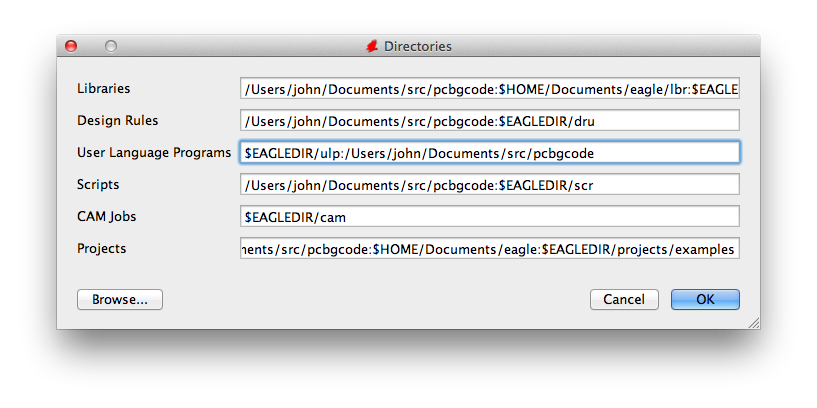 Directories
Libraries /Users/john/Documents/src/pcbgcode:$HOME/Documents/eagle/lbr:$EAGLE
Design Rules /Users/john/Documents/src/pcbgcode:$EAGLEDIR/dru
User Language Programs $EAGLEDIR/ulp:/Users/john/Documents/src/pcbgcode
Scripts /Users/john/Documents/src/pcbgcode:$EAGLEDIR/scr
CAM Jobs $EAGLEDIR/cam
Projects nents/src/pcbgcode:$HOME/Documents/eagle:$EAGLEDIR/projects/examples
Browse... Cancel OK